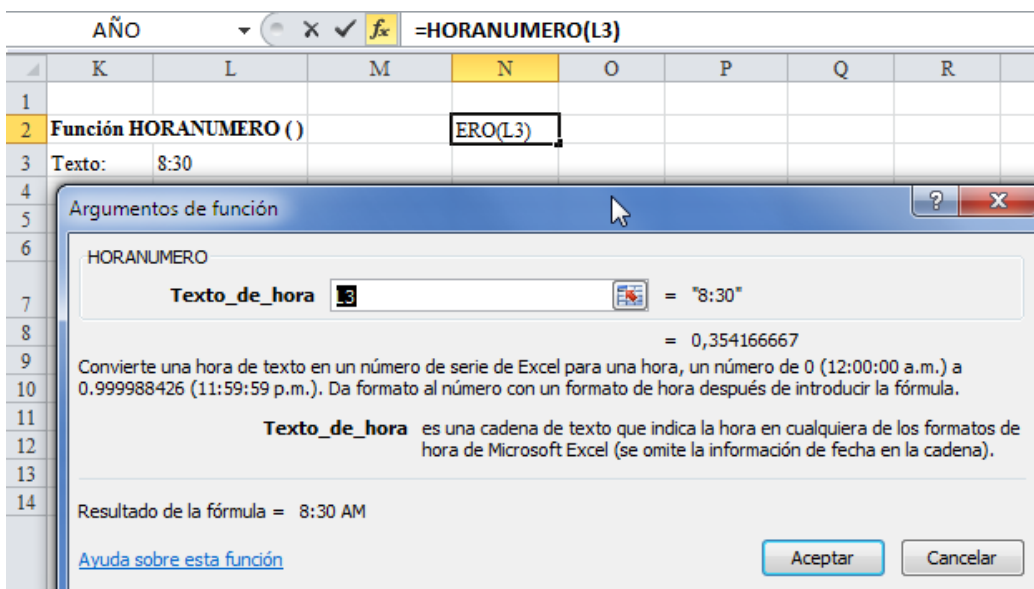 AÑO fx =HORANUMERO(L3)
K L M N O P Q R
1
2 Función HORANUMERO ( ) ERO(L3)
3 Texto: 8:30
4
Argumentos de función ? X
5
6
HORANUMERO
7 Texto_de_hora L3 = "8:30"
8 = 0,354166667
9 Convierte una hora de texto en un número de serie de Excel para una hora, un número de 0 (12:00:00 a.m.) a
10 0.999988426 (11:59:59 p.m.). Da formato al número con un formato de hora después de introducir la fórmula.
11 Texto_de_hora es una cadena de texto que indica la hora en cualquiera de los formatos de
12 hora de Microsoft Excel (se omite la información de fecha en la cadena).
13
14 Resultado de la fórmula = 8:30 AM
Ayuda sobre esta función Aceptar Cancelar